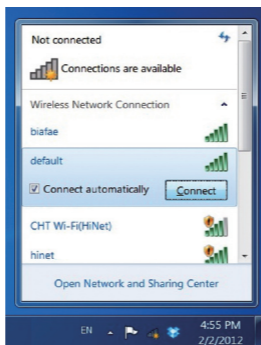 Not connected
Connections are available
Wireless Network Connection
biafae
default
Connect automatically
Connect
CHT Wi-Fi(HiNet)
hinet
Open Network and Sharing Center
EN
4:55 PM
2/2/2012